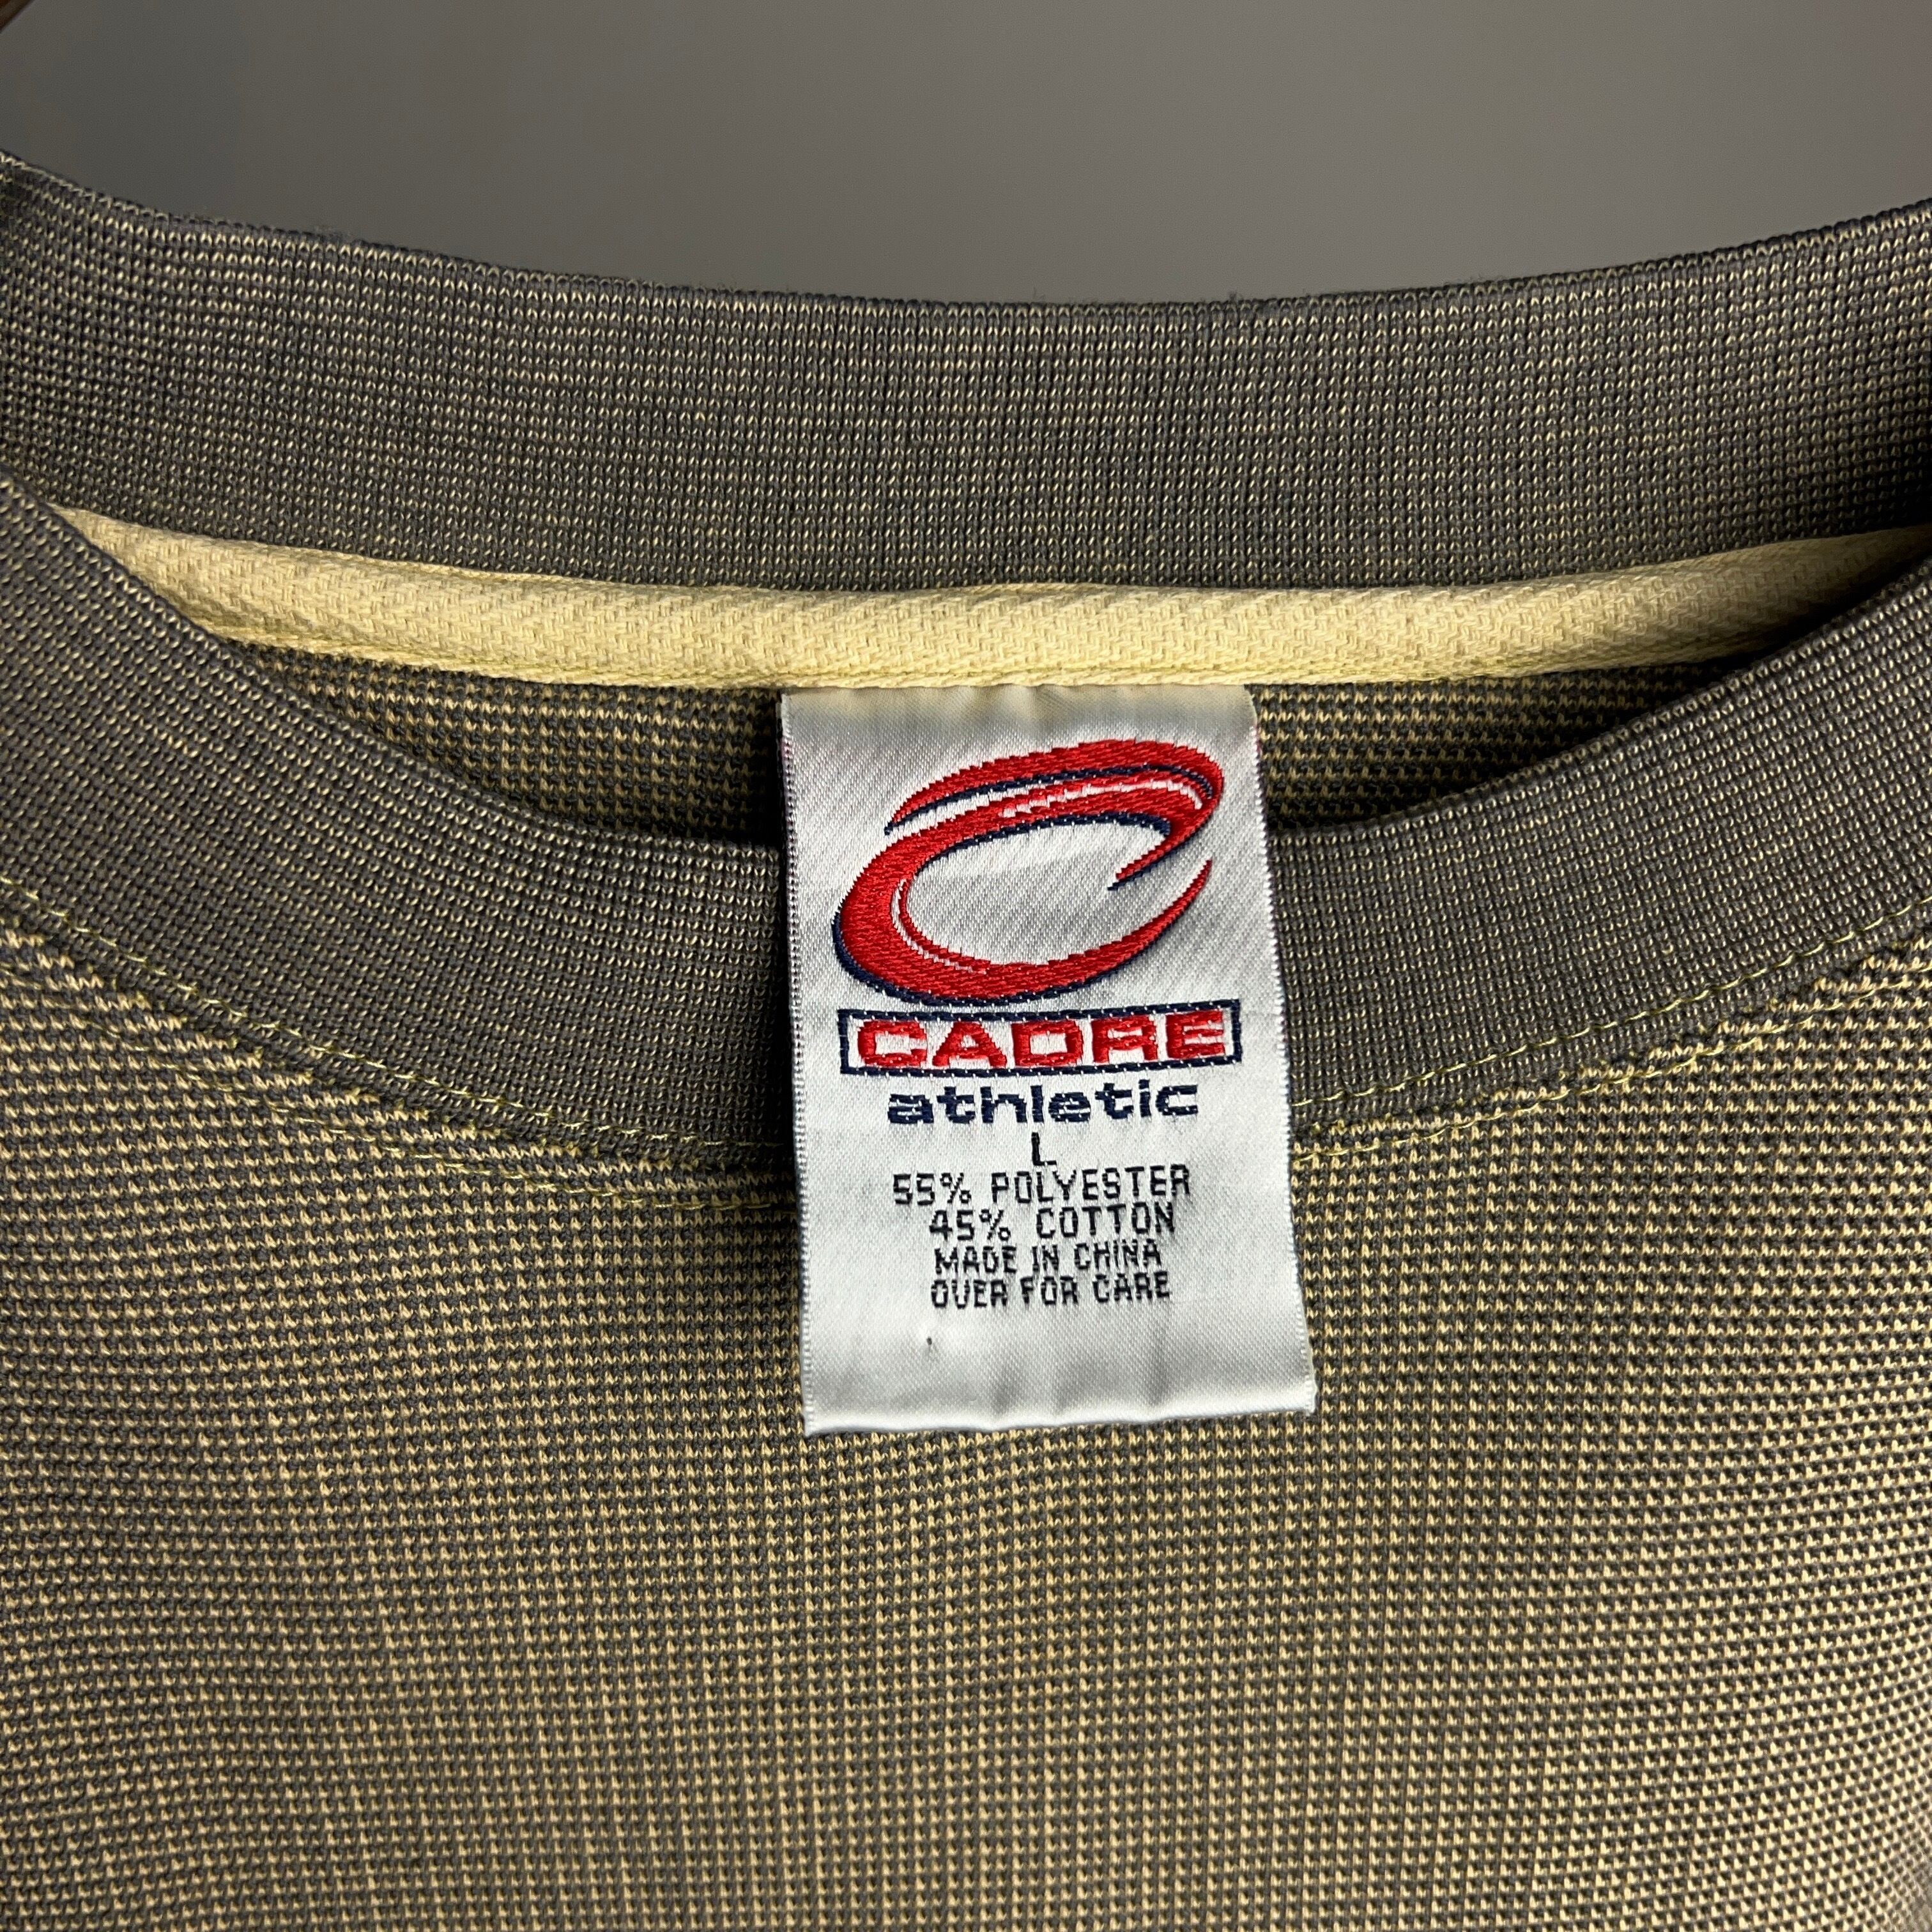 CADRE
athletic
L
55% POLYESTER
45% COTTON
MADE IN CHINA
OVER FOR CARE